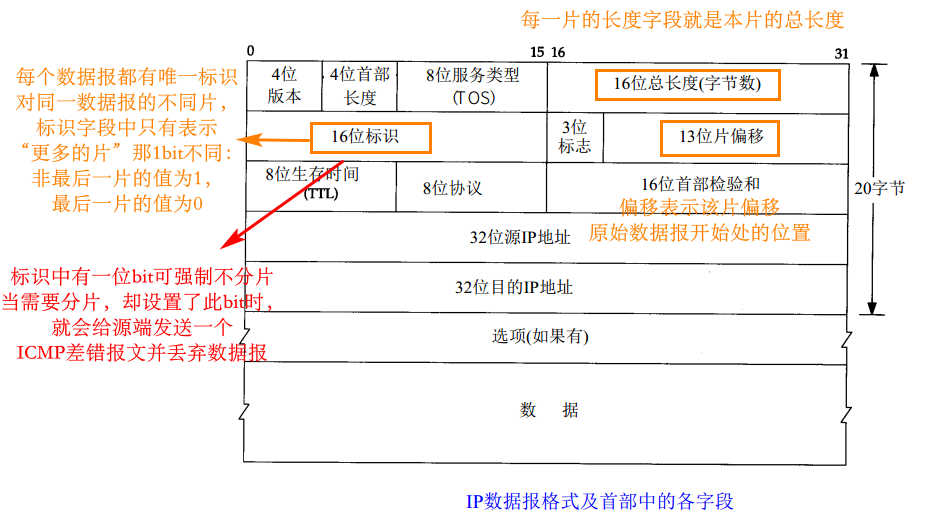 每一片的长度字段就是本片的总长度
0
15 16
31
每个数据报都有唯一标识
对同一数据报的不同片，
标识字段中只有表示
“更多的片”那1bit不同：
非最后一片的值为1，
最后一片的值为0
4位
版本
4位首部
长度
8位服务类型
(TOS)
16位总长度(字节数)
16位标识
3位
标志
13位片偏移
8位生存时间
(TTL)
8位协议
16位首部检验和
偏移表示该片偏移
原始数据报开始处的位置
20字节
32位源IP地址
标识中有一位bit可强制不分片
当需要分片，却设置了此bit时，
就会给源端发送一个
ICMP差错报文并丢弃数据报
32位目的IP地址
选项(如果有)
数 据
IP数据报格式及首部中的各字段